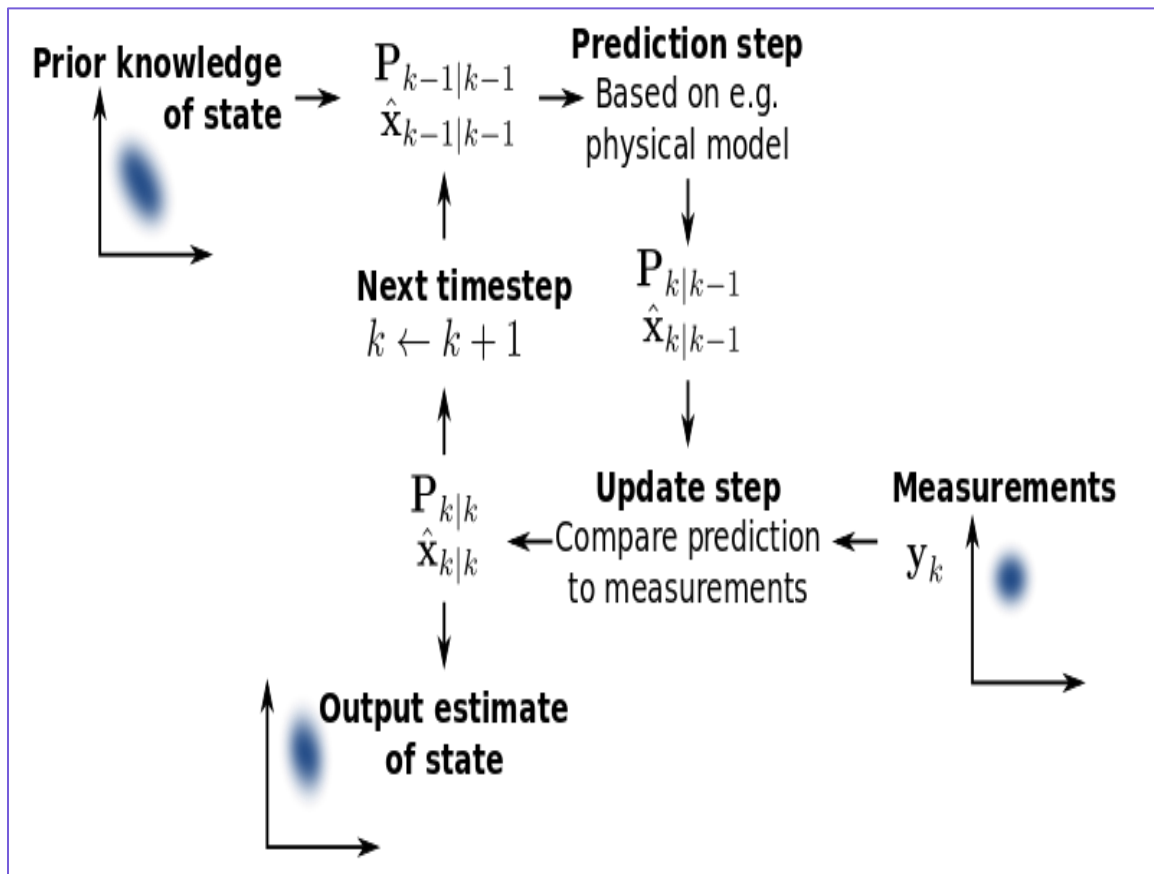 Prior knowledge
of state
P_{k−1|k−1}
x̂_{k−1|k−1}
Prediction step
Based on e.g.
physical model
P_{k|k−1}
x̂_{k|k−1}
Next timestep
k ← k + 1
P_{k|k}
x̂_{k|k}
Update step
Compare prediction
to measurements
Measurements
y_k
Output estimate
of state